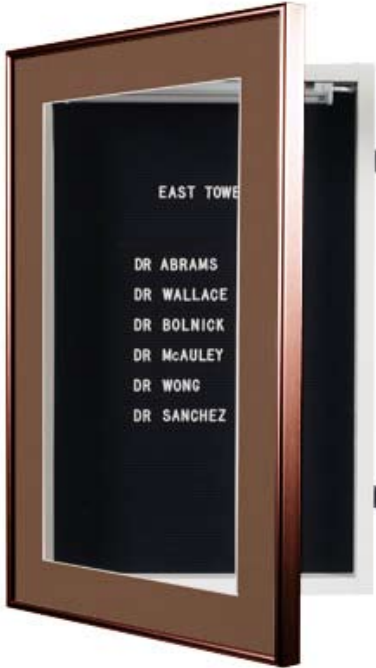 EAST TOWE
DR ABRAMS
DR WALLACE
DR BOLNICK
DR McAULEY
DR WONG
DR SANCHEZ